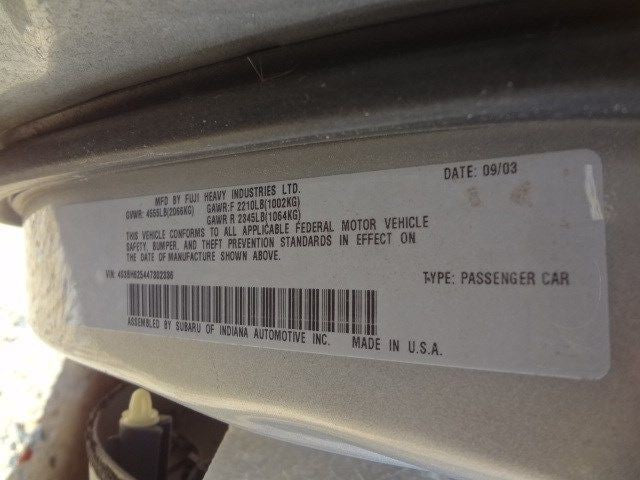 DATE: 09/03
MFD BY FUJI HEAVY INDUSTRIES LTD.
GVWR: 4555LB(2066KG) GAWR:F 2210LB(1002KG)
GAWR R 2345LB(1064KG)
THIS VEHICLE CONFORMS TO ALL APPLICABLE FEDERAL MOTOR VEHICLE
SAFETY, BUMPER, AND THEFT PREVENTION STANDARDS IN EFFECT ON
THE DATE OF MANUFACTURE SHOWN ABOVE.
VIN: TYPE: PASSENGER CAR
ASSEMBLED BY SUBARU OF INDIANA AUTOMOTIVE INC. MADE IN U.S.A.